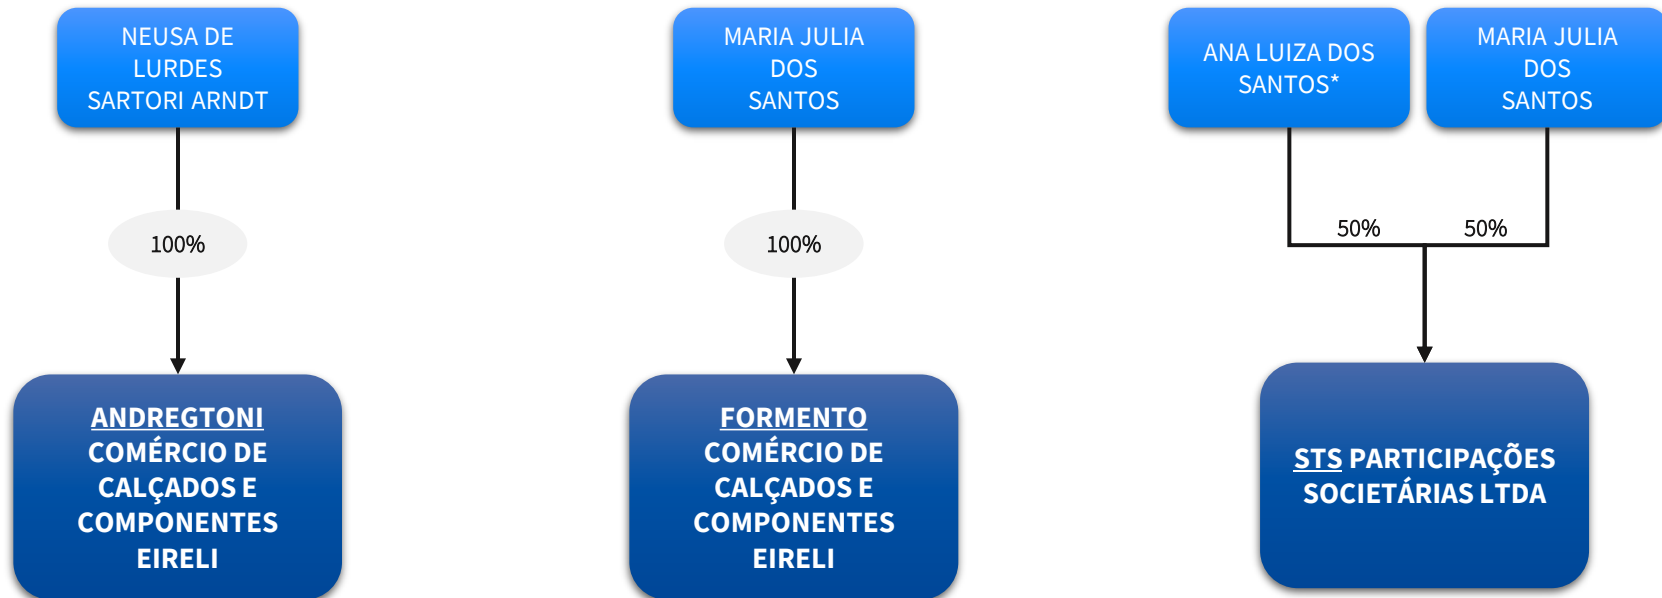 NEUSA DE
LURDES
SARTORI ARNDT
100%
ANDREGTONI
COMÉRCIO DE
CALÇADOS E
COMPONENTES
EIRELI
MARIA JULIA
DOS
SANTOS
100%
FORMENTO
COMÉRCIO DE
CALÇADOS E
COMPONENTES
EIRELI
ANA LUIZA DOS
SANTOS*
MARIA JULIA
DOS
SANTOS
50%
50%
STS PARTICIPAÇÕES
SOCIETÁRIAS LTDA